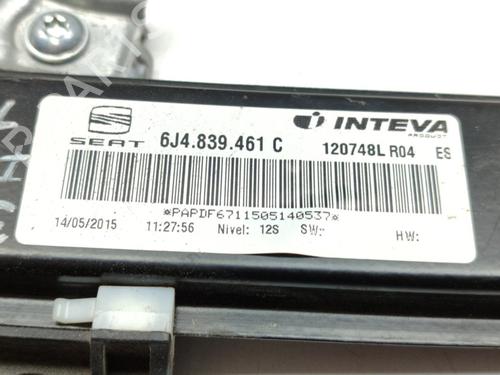 SEAT 6J4.839.461 C INTEVA PRODUCT 120748L R04 ES
*PAPDF6711505140537*
14/05/2015 11:27:56 Nivel: 12S SW: HW: